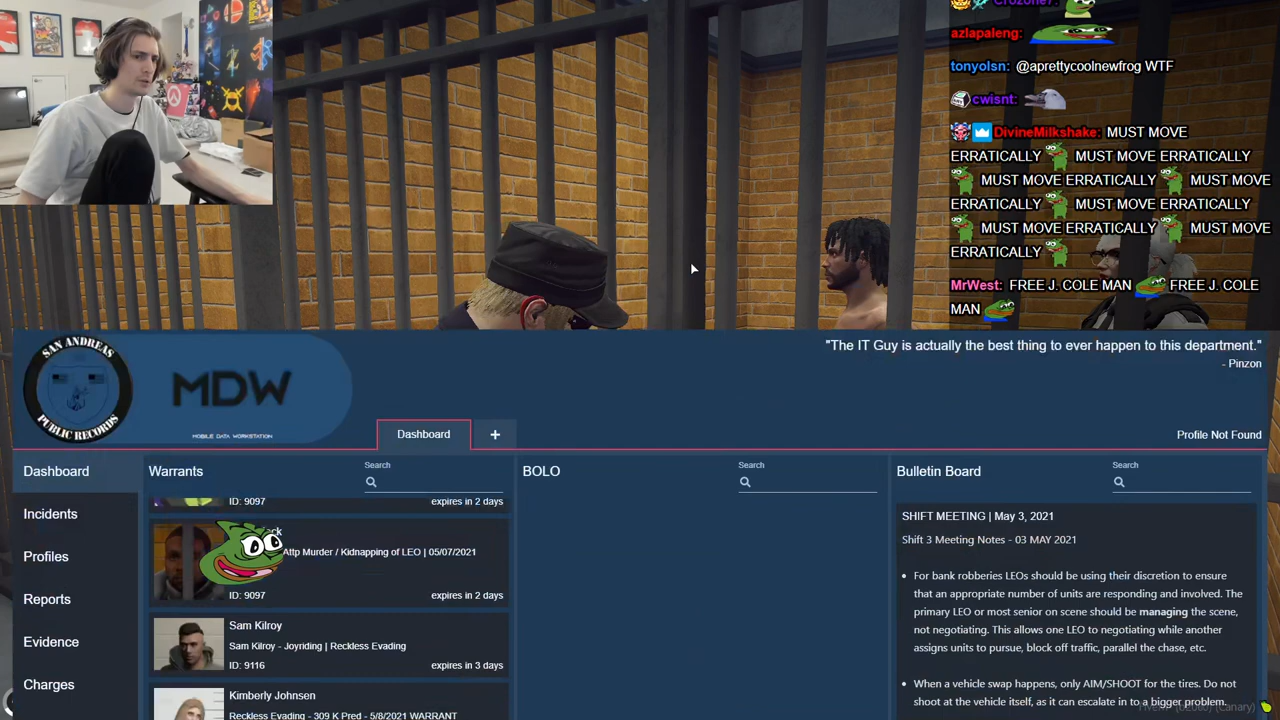 Crozone7:
azlapaleng:
tonyolsn: @aprettycoolnewfrog WTF
cwisnt:
DivineMilkshake: MUST MOVE
ERRATICALLY MUST MOVE ERRATICALLY
MUST MOVE ERRATICALLY MUST MOVE
ERRATICALLY MUST MOVE ERRATICALLY
MUST MOVE ERRATICALLY MUST MOVE
ERRATICALLY
MrWest: FREE J. COLE MAN FREE J. COLE
MAN
"The IT Guy is actually the best thing to ever happen to this department."
- Pinzon
SAN ANDREAS
PUBLIC RECORDS
MDW
MOBILE DATA WORKSTATION
Dashboard
+
Profile Not Found
Dashboard
Incidents
Profiles
Reports
Evidence
Charges
Warrants
Search
ID: 9097 expires in 2 days
Attp Murder / Kidnapping of LEO | 05/07/2021
ID: 9097 expires in 2 days
Sam Kilroy
Sam Kilroy - Joyriding | Reckless Evading
ID: 9116 expires in 3 days
Kimberly Johnsen
Reckless Evading - 309 K Pred - 5/8/2021 WARRANT
BOLO
Search
Bulletin Board
Search
SHIFT MEETING | May 3, 2021
Shift 3 Meeting Notes - 03 MAY 2021
• For bank robberies LEOs should be using their discretion to ensure
that an appropriate number of units are responding and involved. The
primary LEO or most senior on scene should be managing the scene,
not negotiating. This allows one LEO to negotiating while another
assigns units to pursue, block off traffic, parallel the chase, etc.
• When a vehicle swap happens, only AIM/SHOOT for the tires. Do not
shoot at the vehicle itself, as it can escalate in to a bigger problem.
(Canary)